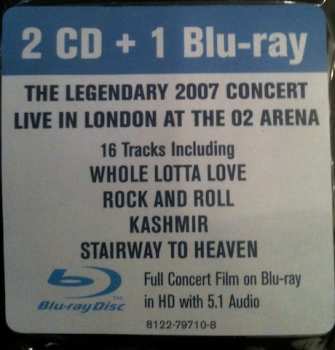 2 CD + 1 Blu-ray
THE LEGENDARY 2007 CONCERT
LIVE IN LONDON AT THE O2 ARENA
16 Tracks Including
WHOLE LOTTA LOVE
ROCK AND ROLL
KASHMIR
STAIRWAY TO HEAVEN
Blu-ray Disc™
Full Concert Film on Blu-ray
in HD with 5.1 Audio
8122-79710-8